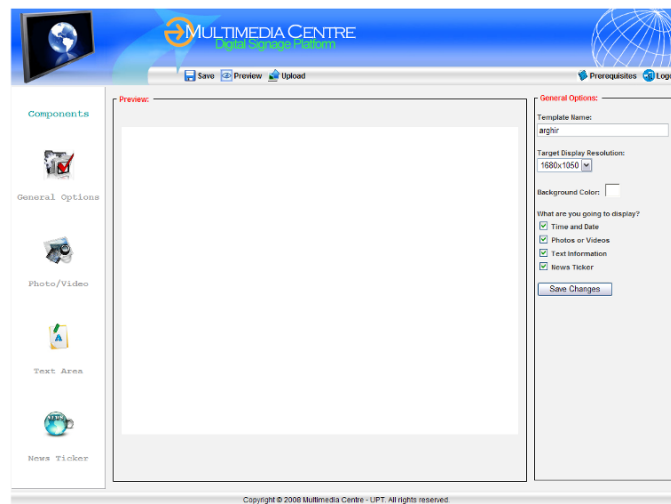 MULTIMEDIA CENTRE
Digital Signage Platform
Save Preview Upload
Prerequisites
Components
General Options
Photo/Video
Text Area
News Ticker
Preview:
General Options:
Template Name:
arghir
Target Display Resolution:
1680x1050
Background Color:
What are you going to display?
Time and Date
Photos or Videos
Text Information
News Ticker
Save Changes
Copyright © 2008 Multimedia Centre - UPT. All rights reserved.